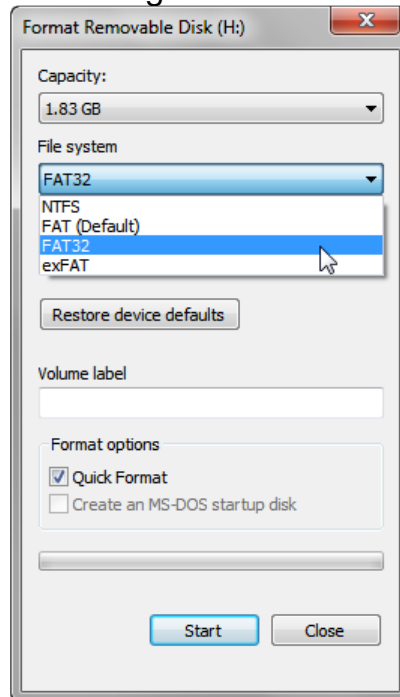 Format Removable Disk (H:)
Capacity:
1.83 GB
File system
FAT32
NTFS
FAT (Default)
FAT32
exFAT
Restore device defaults
Volume label
Format options
Quick Format
Create an MS-DOS startup disk
Start Close